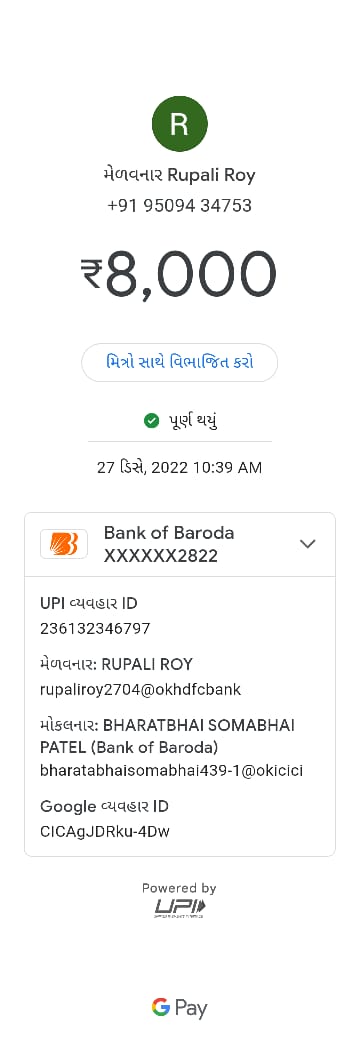 R
મેળવનાર Rupali Roy
+91 95094 34753
₹8,000
મિત્રો સાથે વિભાજિત કરો
પૂર્ણ થયું
27 ડિસે, 2022 10:39 AM
Bank of Baroda
XXXXXX2822
UPI વ્યવહાર ID
236132346797
મેળવનાર: RUPALI ROY
rupaliroy2704@okhdfcbank
મોકલનાર: BHARATBHAI SOMABHAI
PATEL (Bank of Baroda)
bharatabhaisomabhai439-1@okicici
Google વ્યવહાર ID
CICAgJDRku-4Dw
Powered by
UPI
G Pay